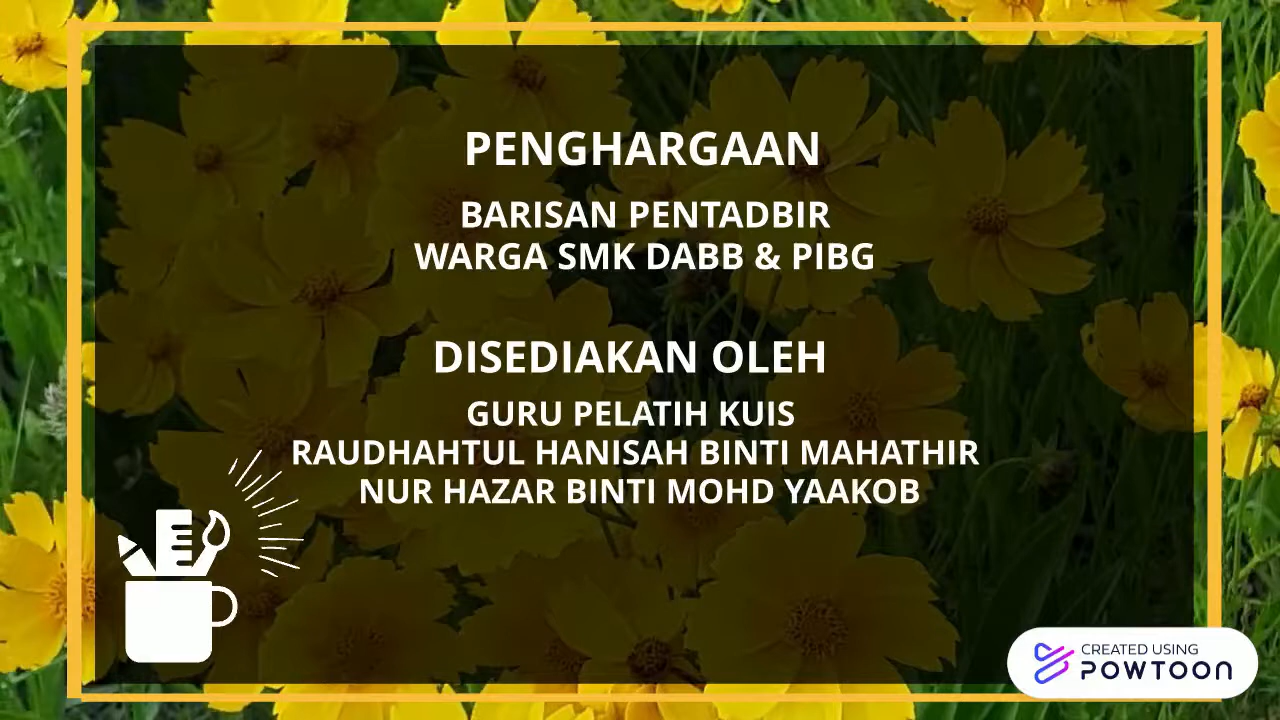 PENGHARGAAN
BARISAN PENTADBIR
WARGA SMK DABB & PIBG
DISEDIAKAN OLEH
GURU PELATIH KUIS
RAUDHAHTUL HANISAH BINTI MAHATHIR
NUR HAZAR BINTI MOHD YAAKOB
CREATED USING
POWTOON